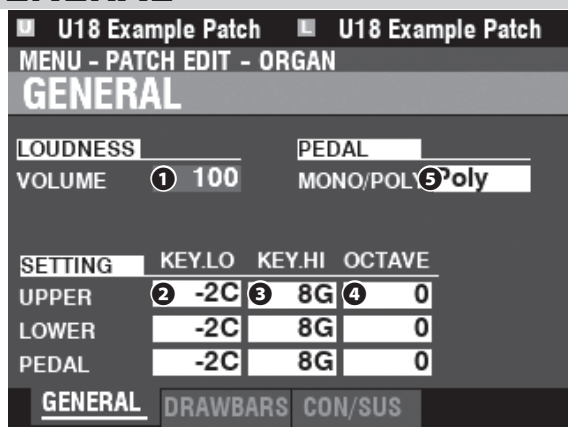 U U18 Example Patch L U18 Example Patch
MENU - PATCH EDIT - ORGAN
GENERAL
LOUDNESS PEDAL
VOLUME 1 100 MONO/POLY 5 Poly
SETTING KEY.LO KEY.HI OCTAVE
UPPER 2 -2C 3 8G 4 0
LOWER -2C 8G 0
PEDAL -2C 8G 0
GENERAL DRAWBARS CON/SUS